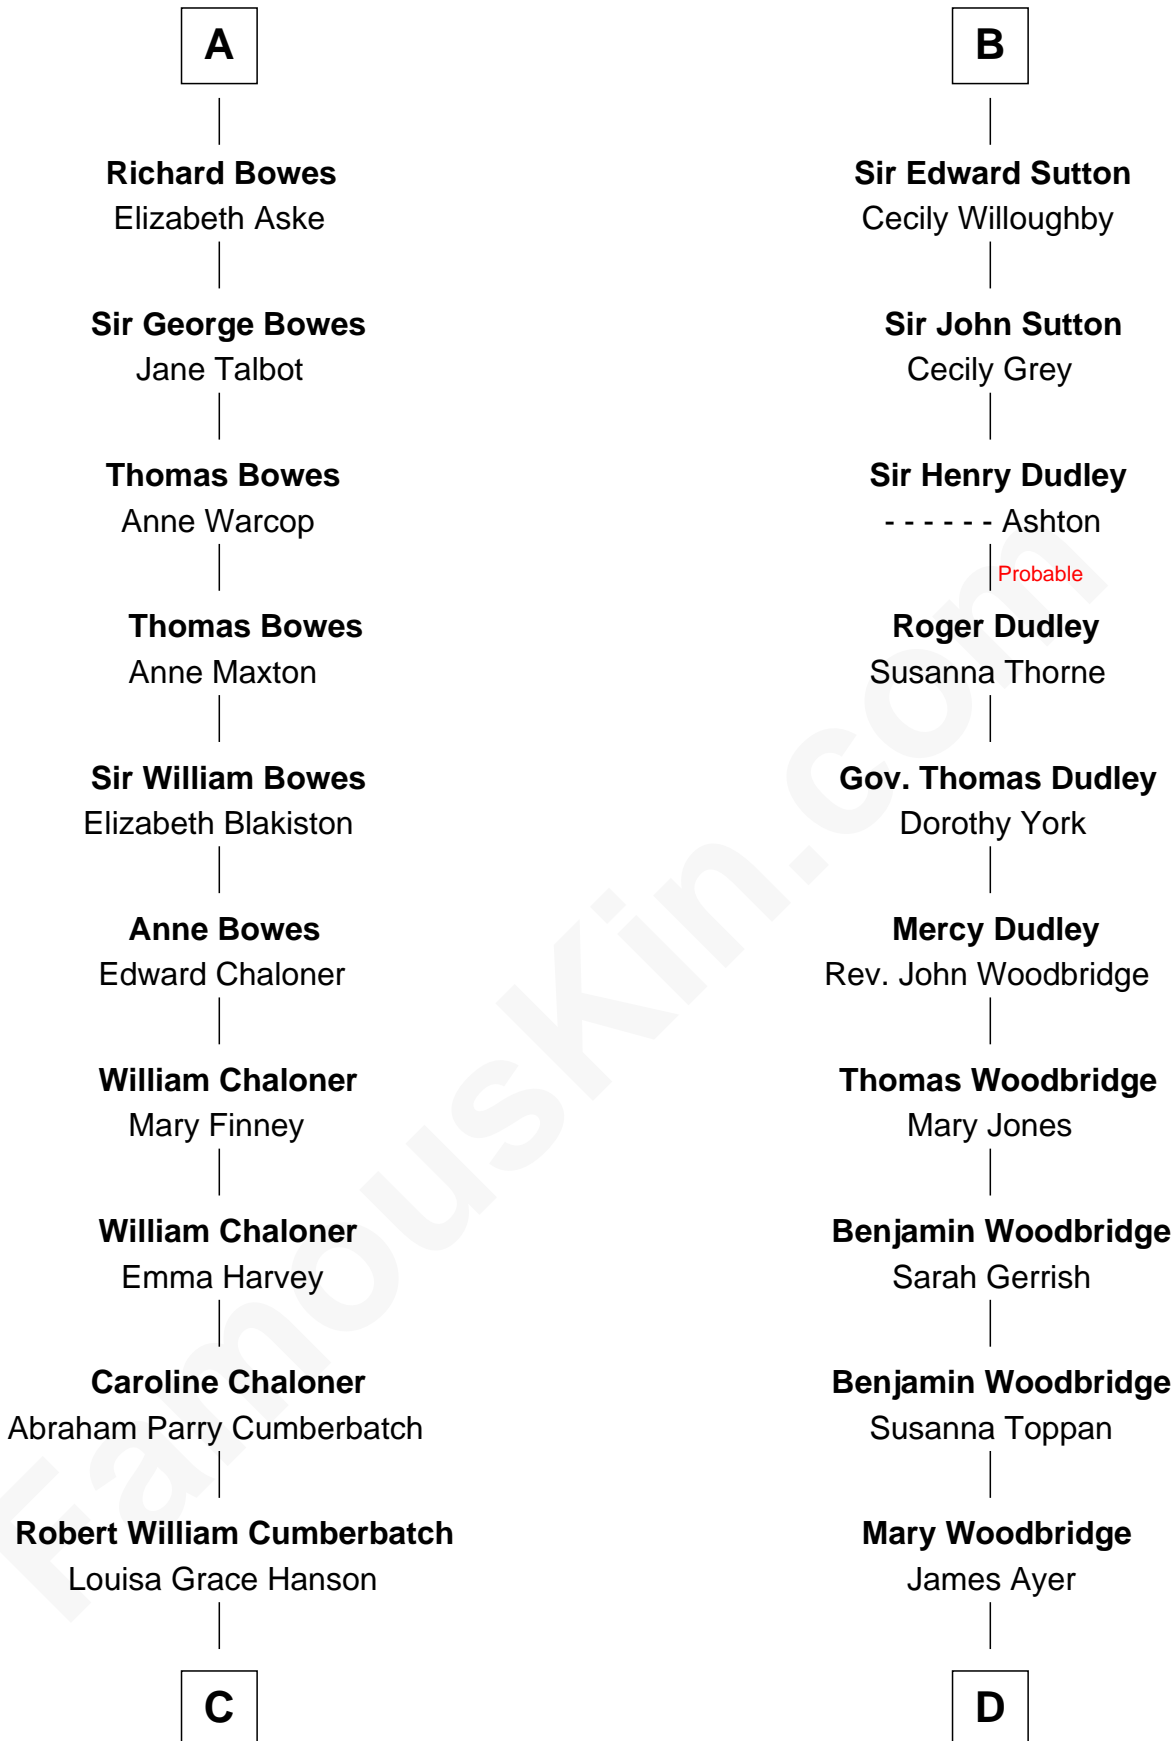 A
Richard Bowes
Elizabeth Aske
Sir George Bowes
Jane Talbot
Thomas Bowes
Anne Warcop
Thomas Bowes
Anne Maxton
Sir William Bowes
Elizabeth Blakiston
Anne Bowes
Edward Chaloner
William Chaloner
Mary Finney
William Chaloner
Emma Harvey
Caroline Chaloner
Abraham Parry Cumberbatch
Robert William Cumberbatch
Louisa Grace Hanson
C
B
Sir Edward Sutton
Cecily Willoughby
Sir John Sutton
Cecily Grey
Sir Henry Dudley
- - - - - - Ashton
Probable
Roger Dudley
Susanna Thorne
Gov. Thomas Dudley
Dorothy York
Mercy Dudley
Rev. John Woodbridge
Thomas Woodbridge
Mary Jones
Benjamin Woodbridge
Sarah Gerrish
Benjamin Woodbridge
Susanna Toppan
Mary Woodbridge
James Ayer
D
FamousKin.com